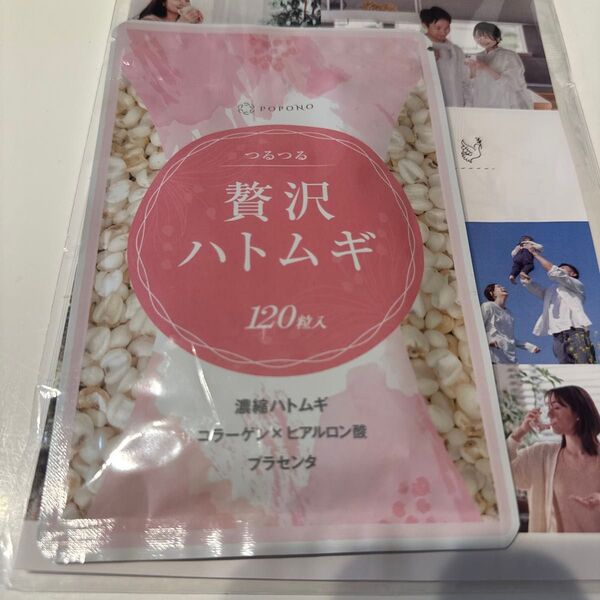 POPONO
つるつる
贅沢
ハトムギ
120粒入
濃縮ハトムギ
コラーゲン×ヒアルロン酸
プラセンタ